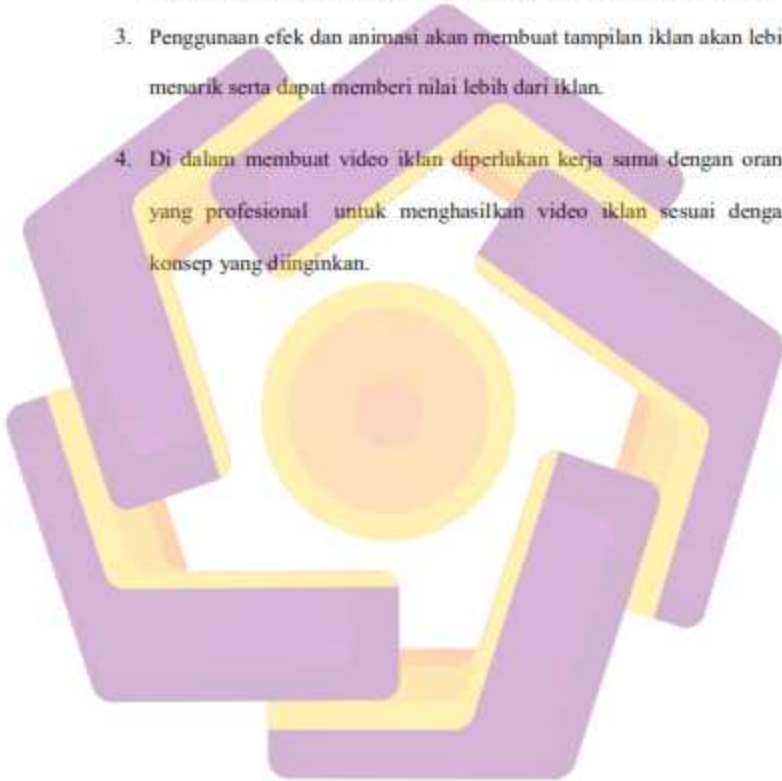 3. Penggunaan efek dan animasi akan membuat tampilan iklan akan lebi
menarik serta dapat memberi nilai lebih dari iklan.
4. Di dalam membuat video iklan diperlukan kerja sama dengan oran
yang profesional untuk menghasilkan video iklan sesuai denga
konsep yang diinginkan.